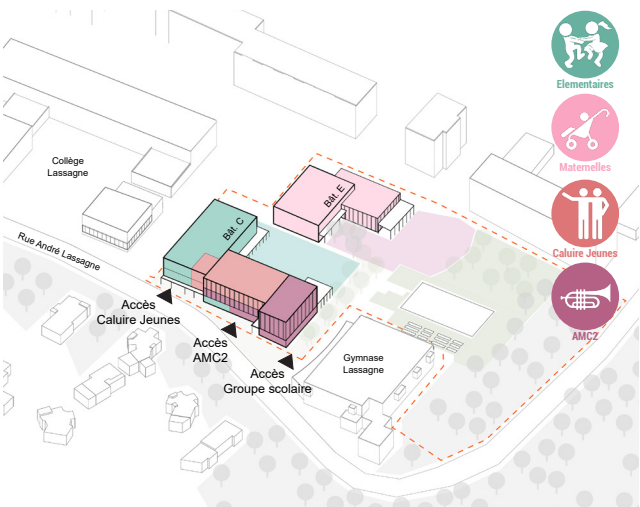 Elementaires
Maternelles
Caluire Jeunes
AMC2
Collège
Lassagne
Rue André Lassagne
Bât. C
Bât. E
Accès
Caluire Jeunes
Accès
AMC2
Accès
Groupe scolaire
Gymnase
Lassagne